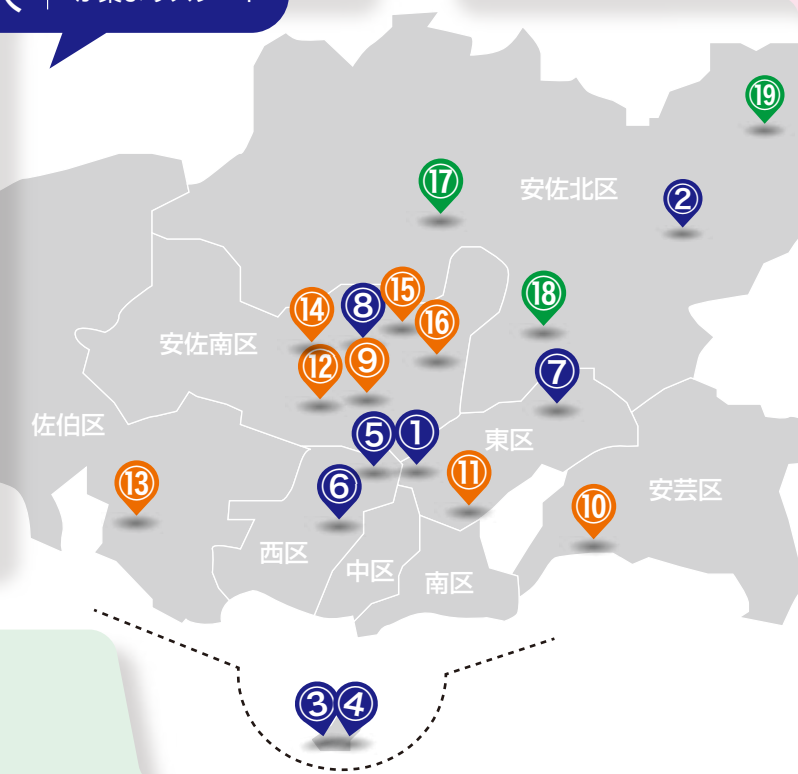 ⑲
⑰
安佐北区
②
⑮
⑧
⑭
⑱
⑯
安佐南区
⑨
⑫
⑦
佐伯区
⑤
①
東区
⑪
⑬
⑥
安芸区
⑩
西区
中区
南区
③
④